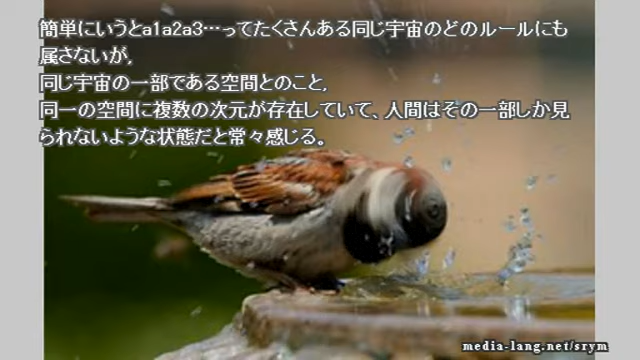 簡単にいうとa1a2a3…ってたくさんある同じ宇宙のどのルールにも
属さないが,
同じ宇宙の一部である空間とのこと,
同一の空間に複数の次元が存在していて、人間はその一部しか見
られないような状態だと常々感じる。
media-lang.net/srym